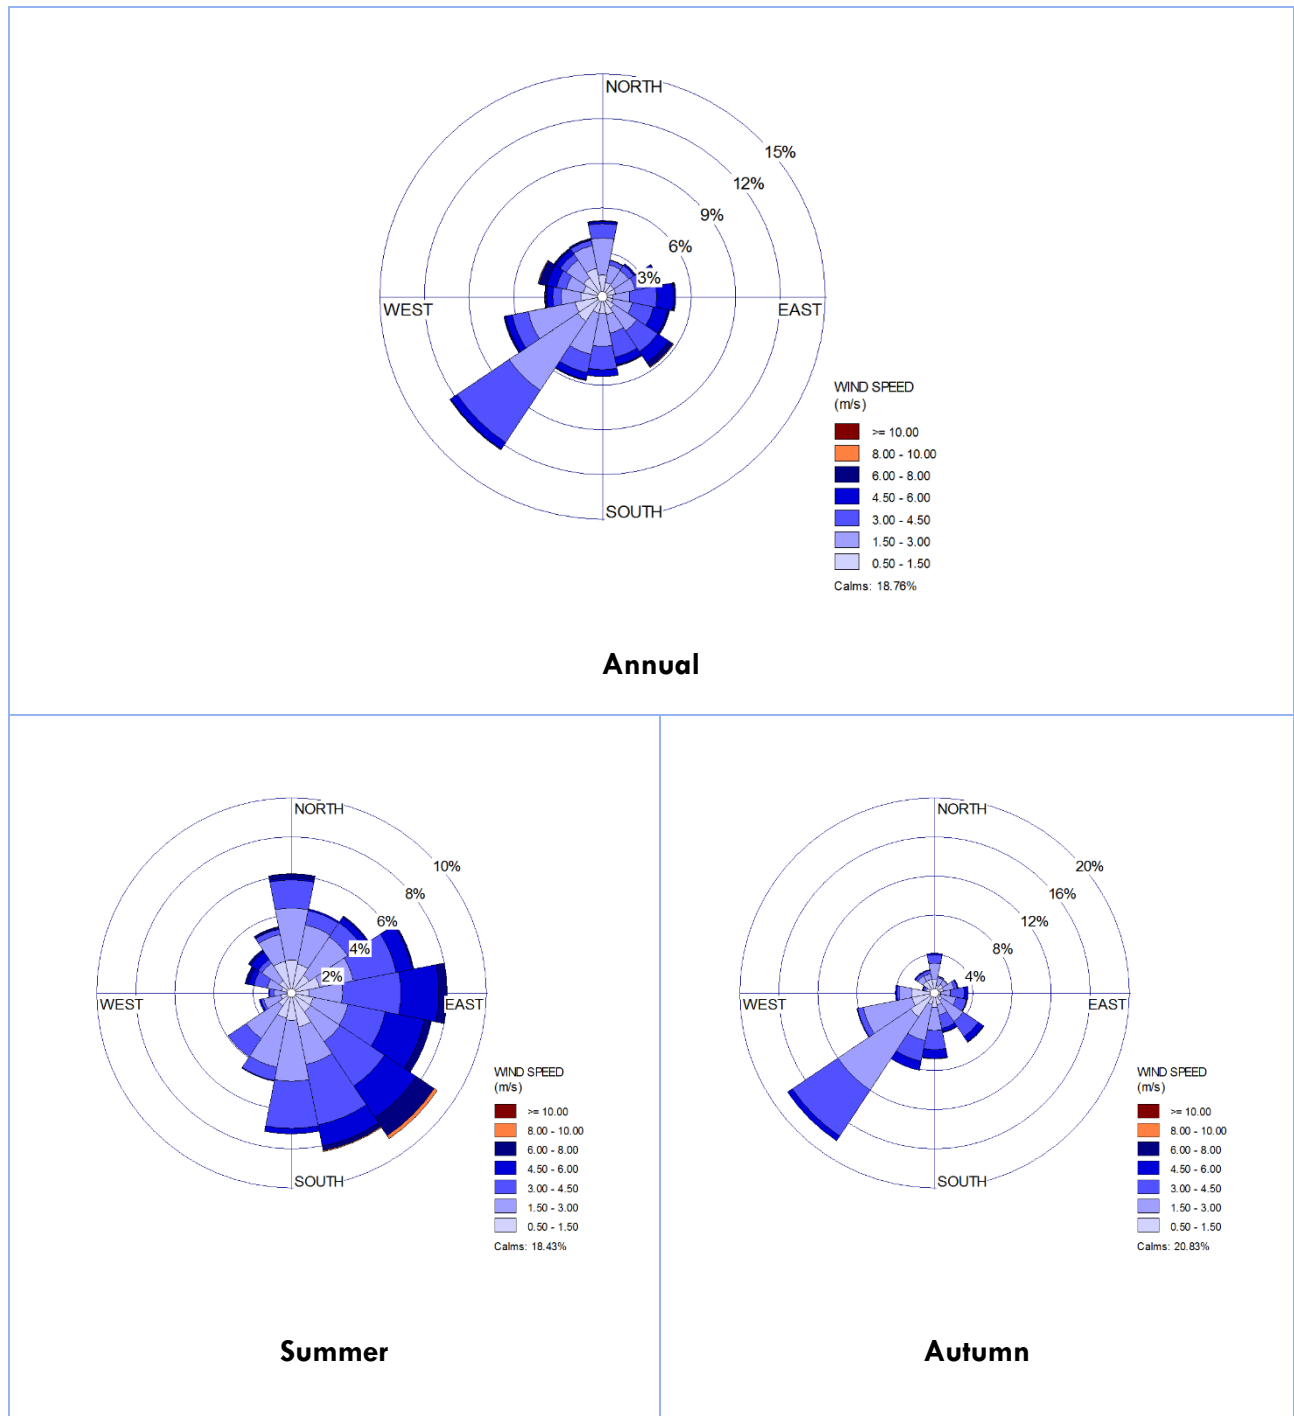 NORTH
15%
12%
9%
6%
3%
WEST
EAST
SOUTH
WIND SPEED
(m/s)
>= 10.00
8.00 - 10.00
6.00 - 8.00
4.50 - 6.00
3.00 - 4.50
1.50 - 3.00
0.50 - 1.50
Calms: 18.76%
Annual
NORTH
10%
8%
6%
4%
2%
WEST
EAST
SOUTH
WIND SPEED
(m/s)
>= 10.00
8.00 - 10.00
6.00 - 8.00
4.50 - 6.00
3.00 - 4.50
1.50 - 3.00
0.50 - 1.50
Calms: 18.43%
Summer
NORTH
20%
16%
12%
8%
4%
WEST
EAST
SOUTH
WIND SPEED
(m/s)
>= 10.00
8.00 - 10.00
6.00 - 8.00
4.50 - 6.00
3.00 - 4.50
1.50 - 3.00
0.50 - 1.50
Calms: 20.83%
Autumn